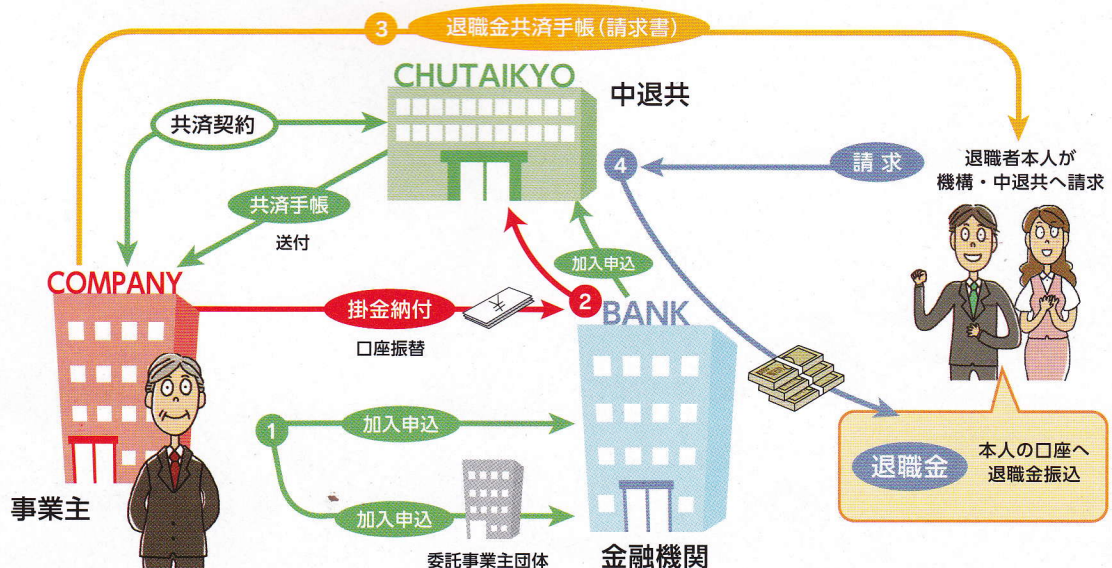 3 退職金共済手帳(請求書)
CHUTAIKYO
中退共
共済契約
共済手帳
送付
4
請求
退職者本人が
機構・中退共へ請求
加入申込
COMPANY
掛金納付
¥
口座振替
2
BANK
1
加入申込
加入申込
委託事業主団体
事業主
金融機関
退職金
本人の口座へ
退職金振込